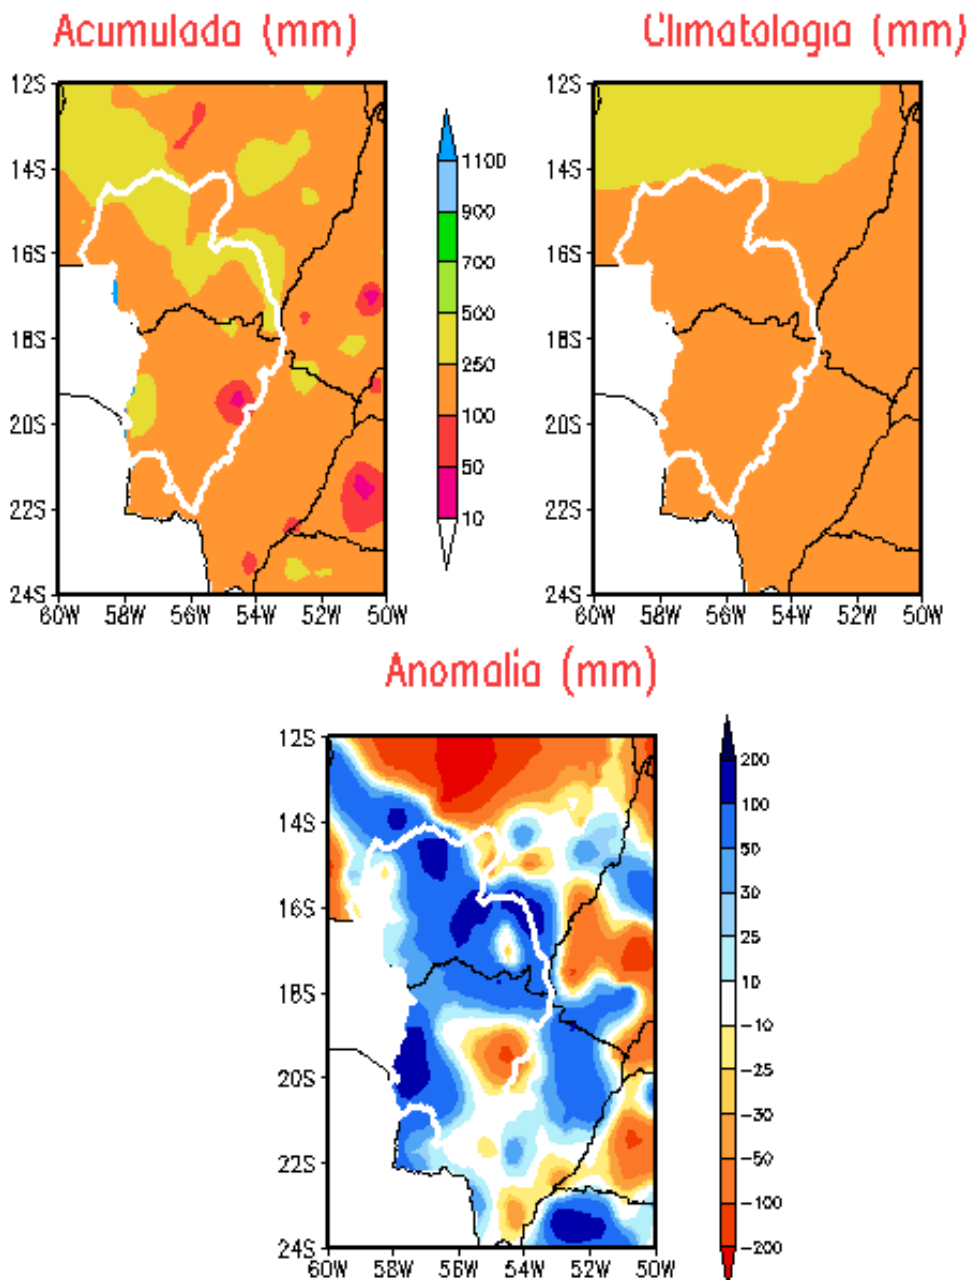 Acumulada (mm)
Climatologia (mm)
12S
14S
16S
18S
20S
22S
24S
60W 58W 56W 54W 52W 50W
1100
900
700
500
250
100
50
10
12S
14S
16S
18S
20S
22S
24S
60W 58W 56W 54W 52W 50W
Anomalia (mm)
12S
14S
16S
18S
20S
22S
24S
60W 58W 56W 54W 52W 50W
200
100
50
30
25
10
-10
-25
-30
-50
-100
-200